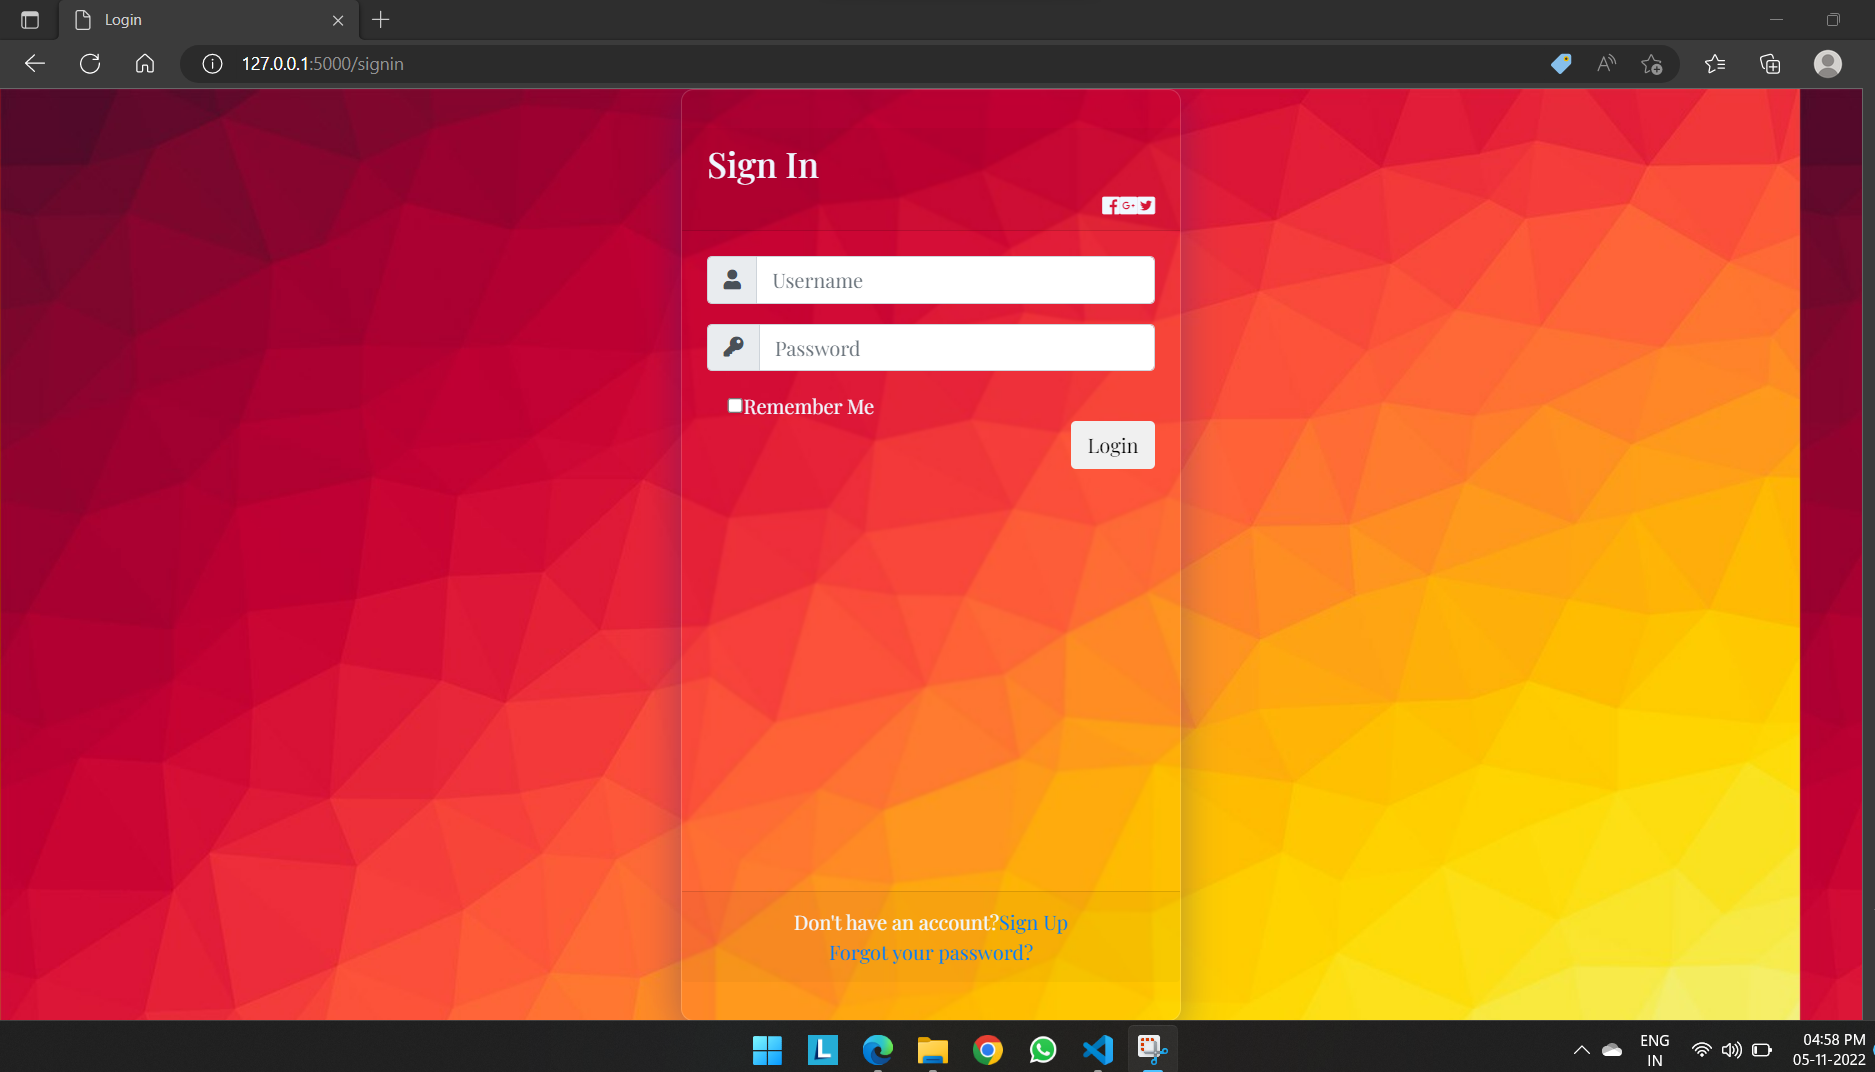 Login
127.0.0.1:5000/signin
Sign In
Username
Password
Remember Me
Login
Don't have an account?Sign Up
Forgot your password?
L
ENG
IN
04:58 PM
05-11-2022